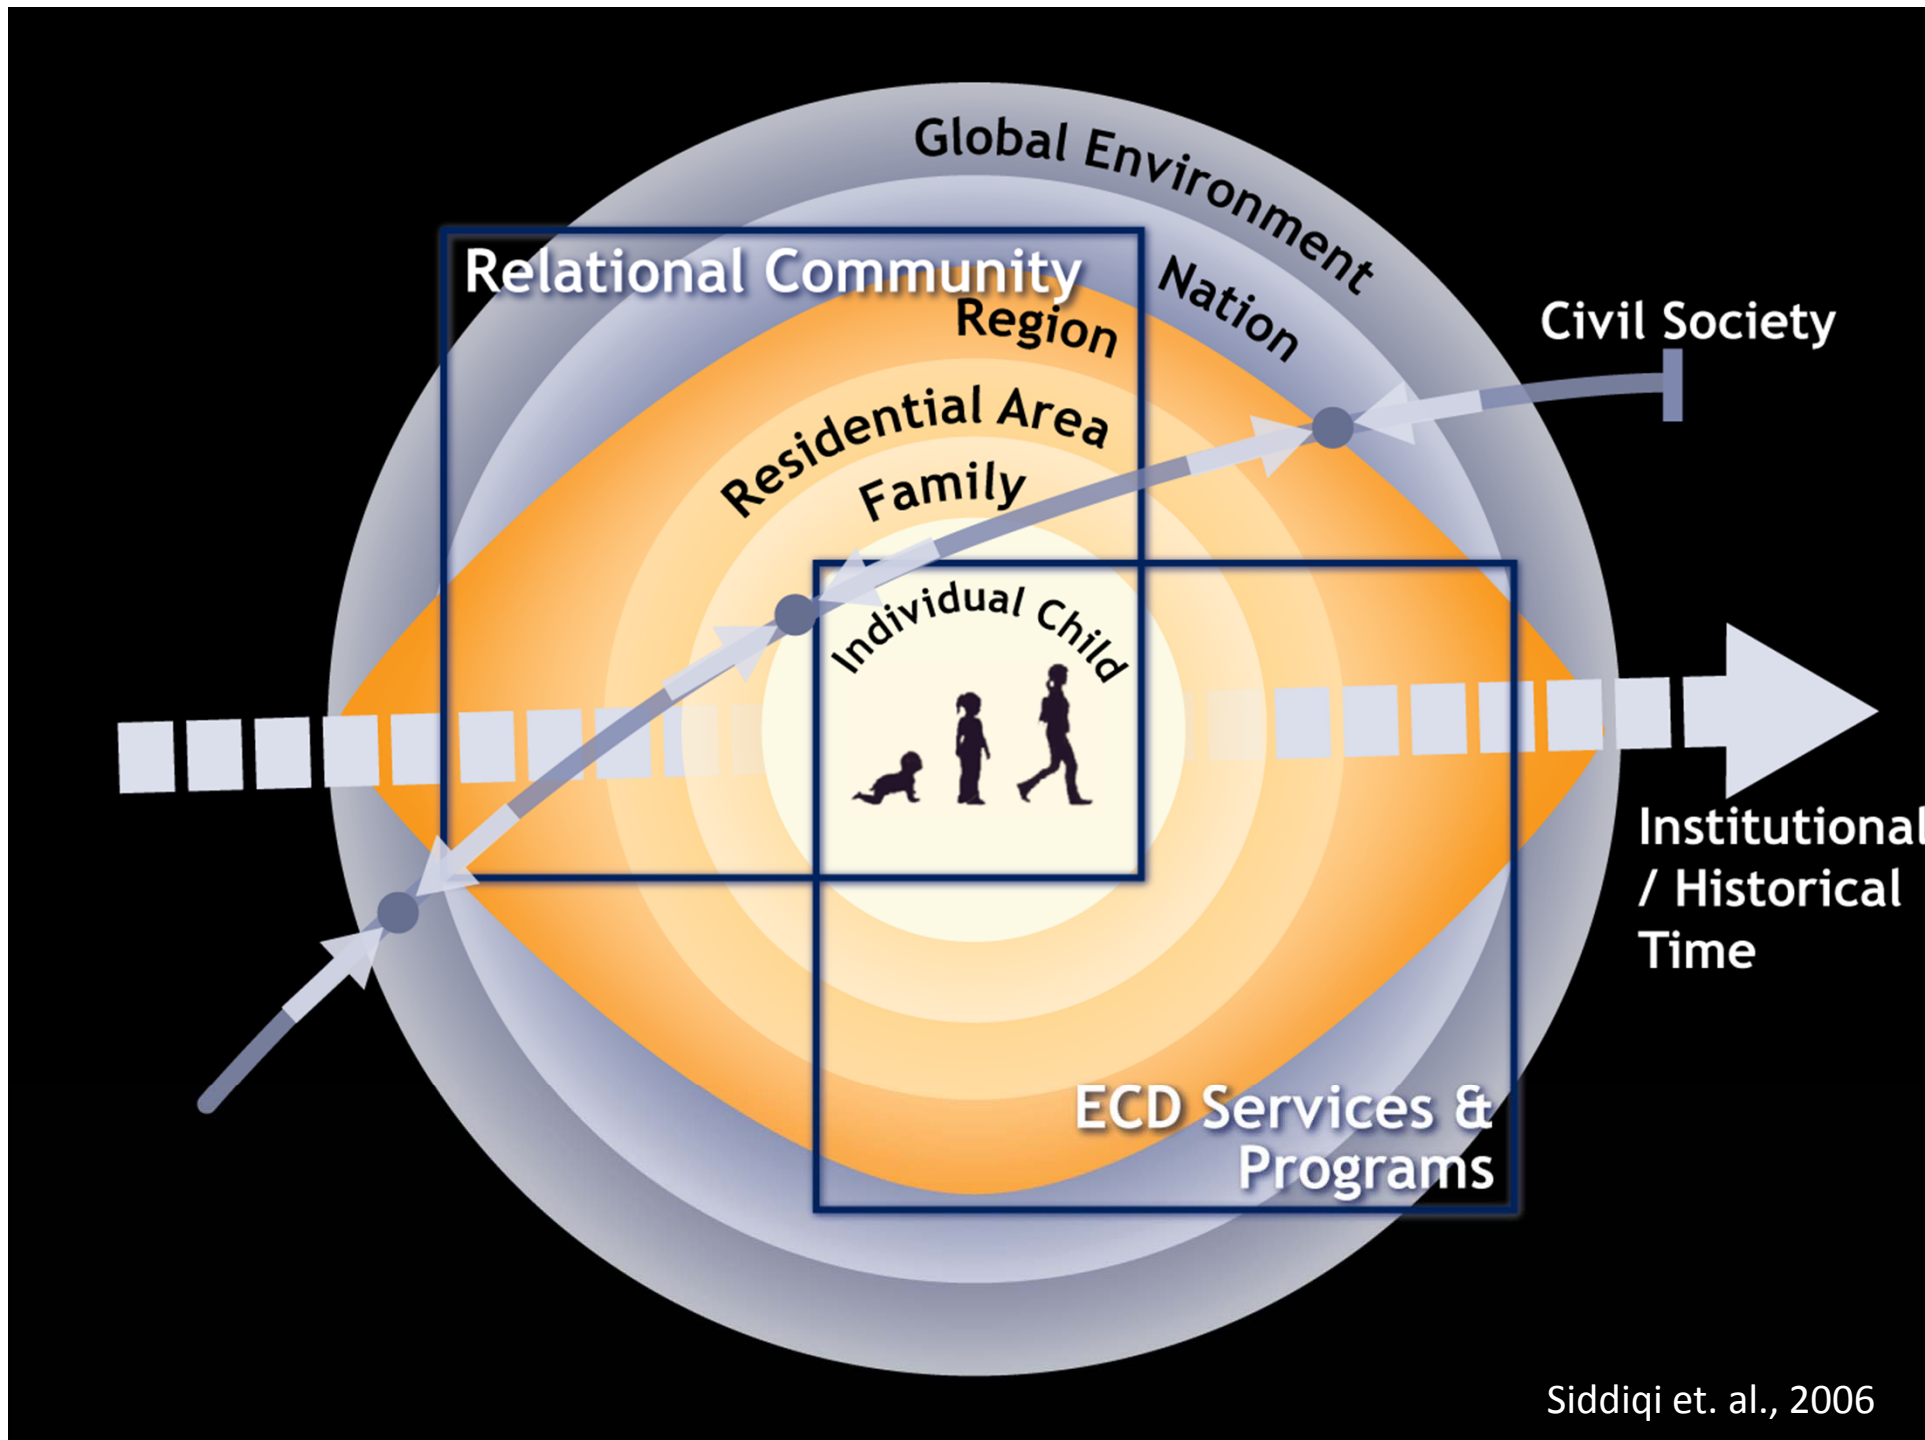 Global Environment
Relational Community
Nation
Region
Civil Society
Residential Area
Family
Individual Child
Institutional
/ Historical
Time
ECD Services &
Programs
Siddiqi et. al., 2006